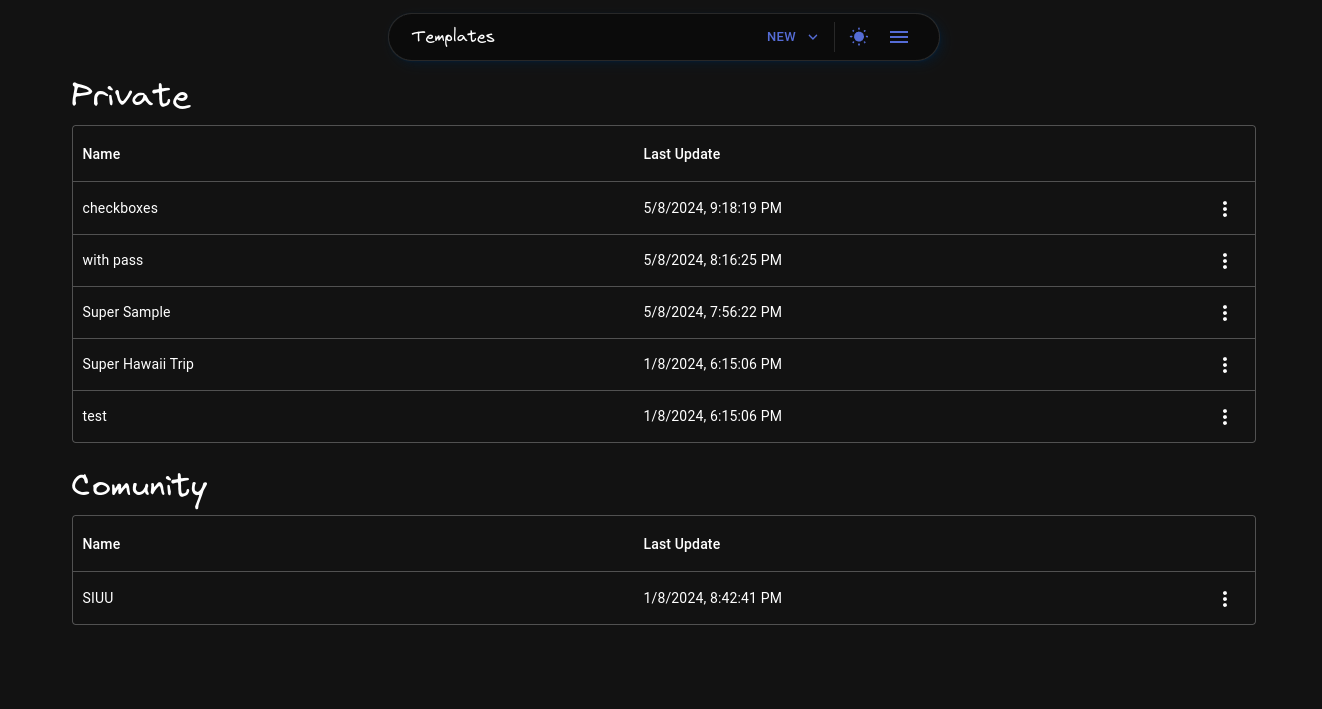 Templates NEW
Private
Name Last Update
checkboxes 5/8/2024, 9:18:19 PM
with pass 5/8/2024, 8:16:25 PM
Super Sample 5/8/2024, 7:56:22 PM
Super Hawaii Trip 1/8/2024, 6:15:06 PM
test 1/8/2024, 6:15:06 PM
Comunity
Name Last Update
SIUU 1/8/2024, 8:42:41 PM